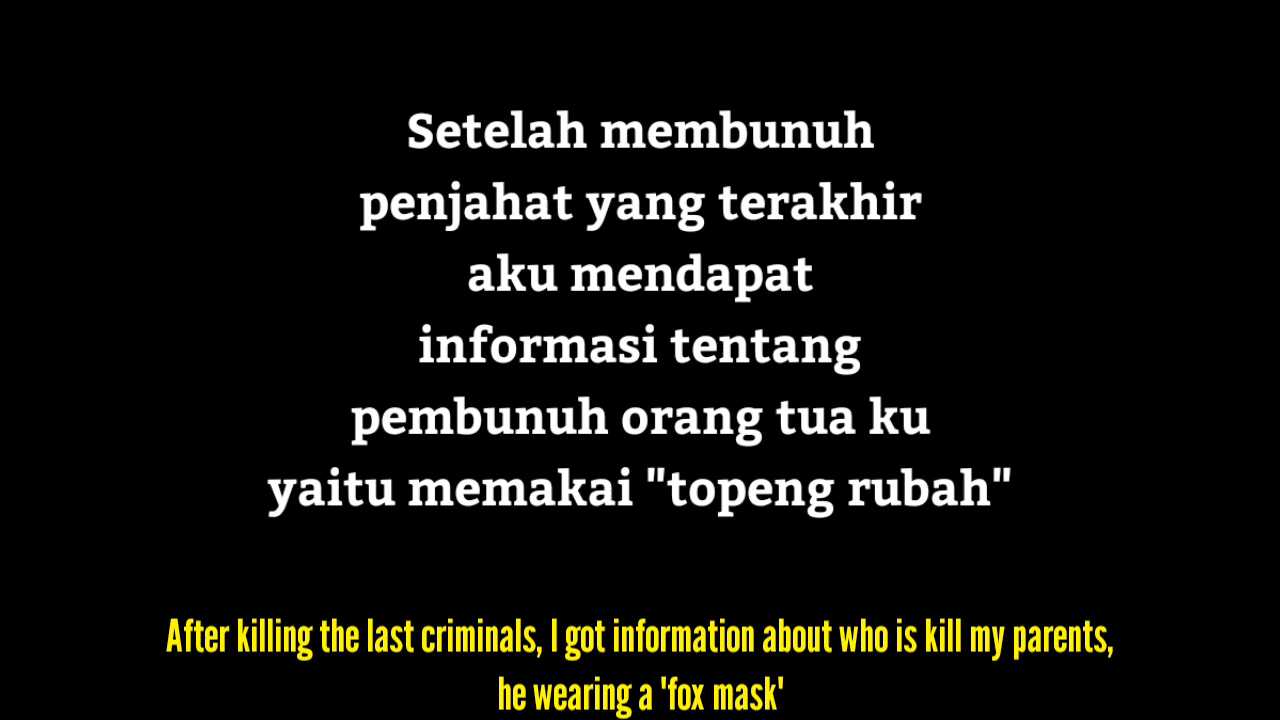 Setelah membunuh
penjahat yang terakhir
aku mendapat
informasi tentang
pembunuh orang tua ku
yaitu memakai "topeng rubah"
After killing the last criminals, I got information about who is kill my parents,
he wearing a 'fox mask'